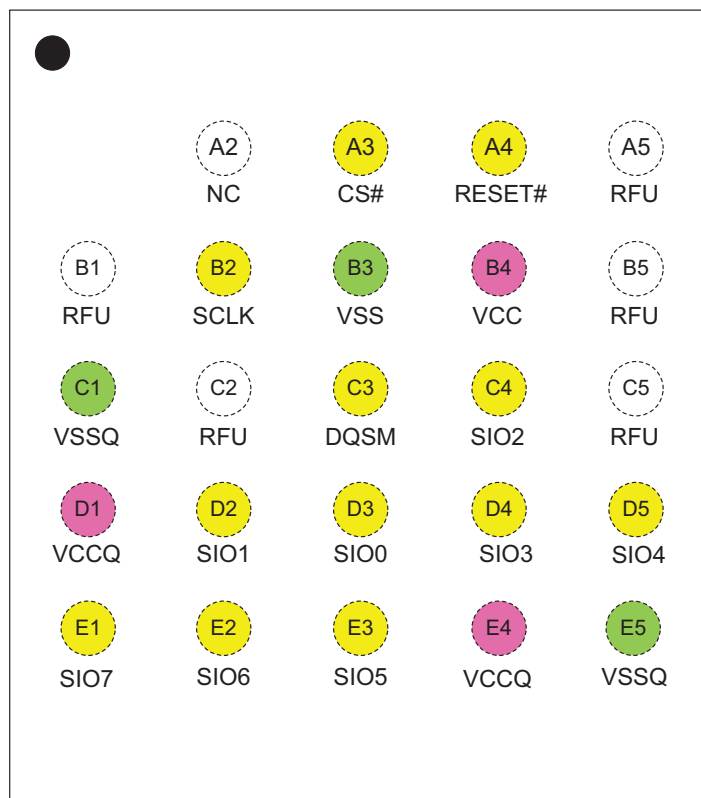 A2 A3 A4 A5
NC CS# RESET# RFU
B1 B2 B3 B4 B5
RFU SCLK VSS VCC RFU
C1 C2 C3 C4 C5
VSSQ RFU DQSM SIO2 RFU
D1 D2 D3 D4 D5
VCCQ SIO1 SIO0 SIO3 SIO4
E1 E2 E3 E4 E5
SIO7 SIO6 SIO5 VCCQ VSSQ